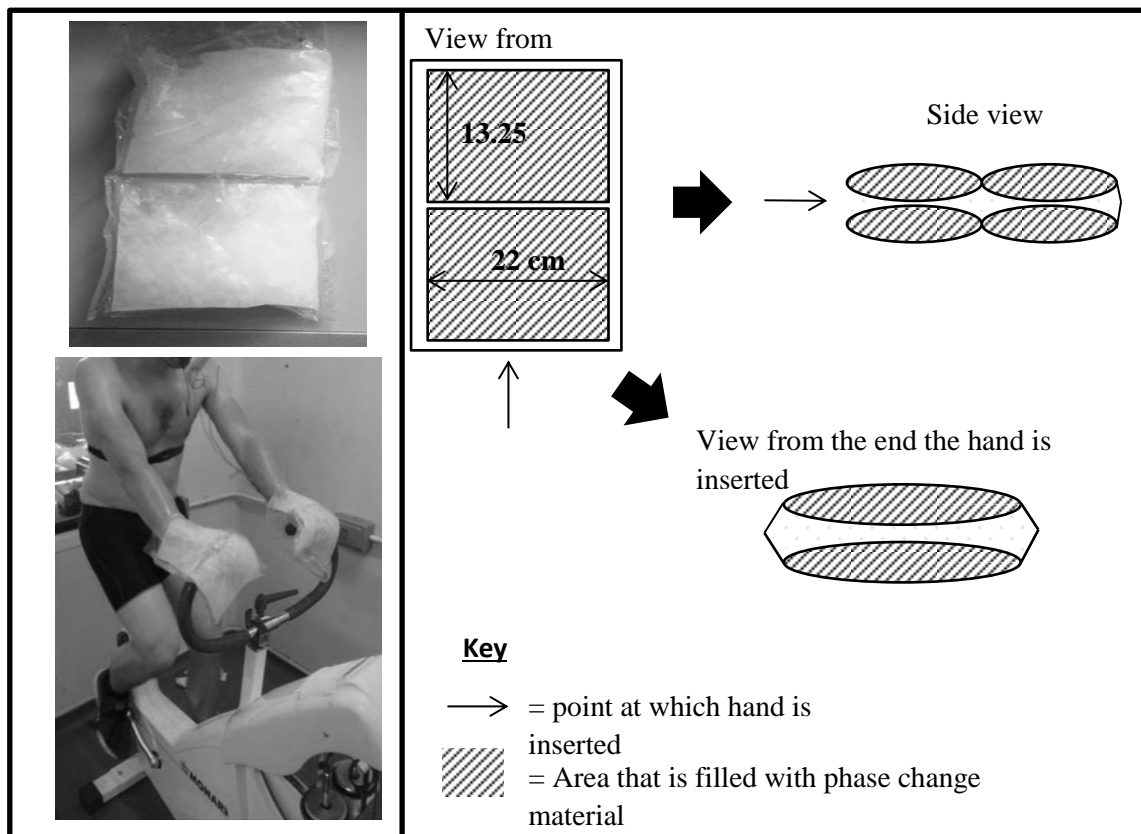 View from
13.25
22 cm
Side view
View from the end the hand is
inserted
Key
= point at which hand is
inserted
= Area that is filled with phase change
material
MONARK